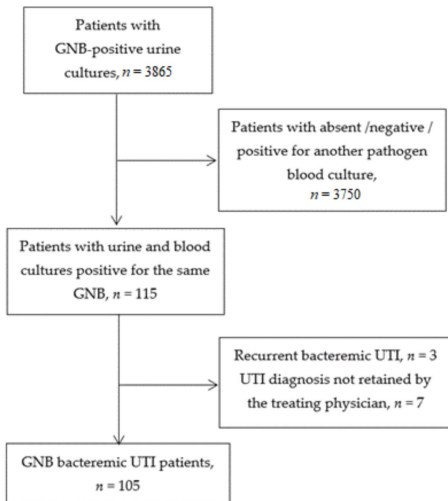 Patients with
GNB-positive urine
cultures, n = 3865
Patients with absent /negative /
positive for another pathogen
blood culture,
n = 3750
Patients with urine and blood
cultures positive for the same
GNB, n = 115
Recurrent bacteremic UTI, n = 3
UTI diagnosis not retained by
the treating physician, n = 7
GNB bacteremic UTI patients,
n = 105